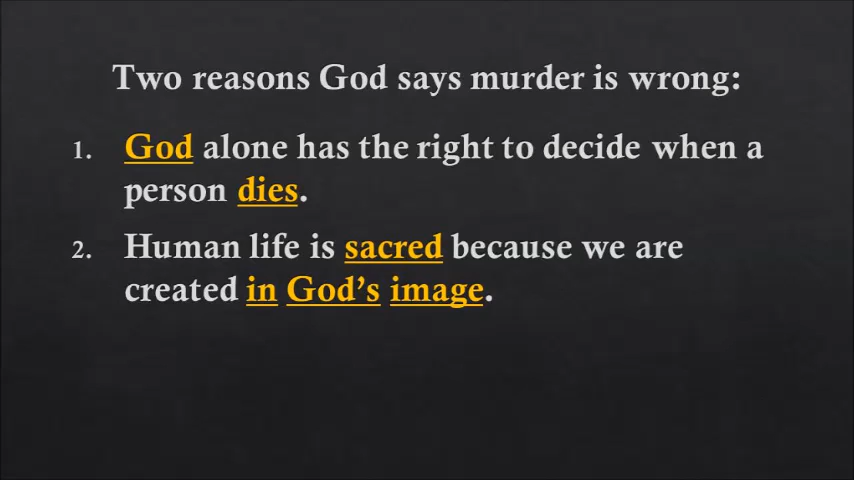 Two reasons God says murder is wrong:
1. God alone has the right to decide when a
person dies.
2. Human life is sacred because we are
created in God’s image.